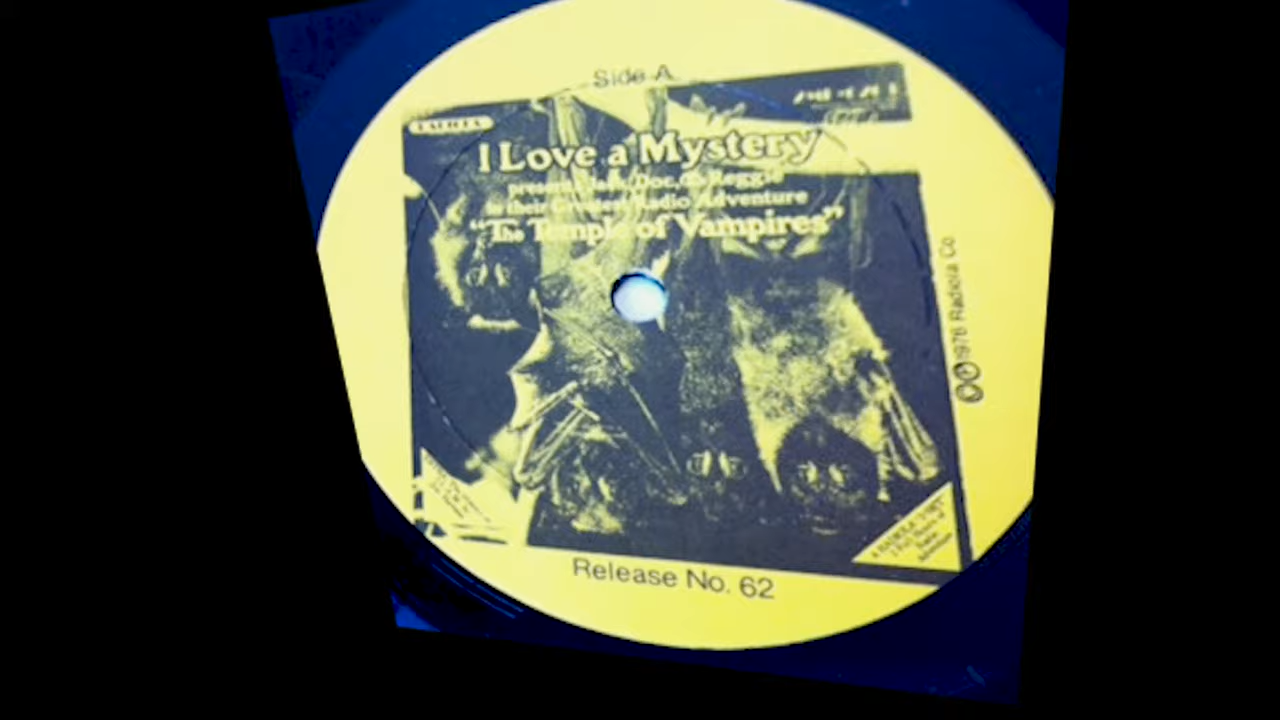 Side A
RADIOLA
I Love a Mystery
presents Jack, Doc, & Reggie
in their Greatest Radio Adventure
"The Temple of Vampires"
©℗1976 Radiola Co
Release No. 62